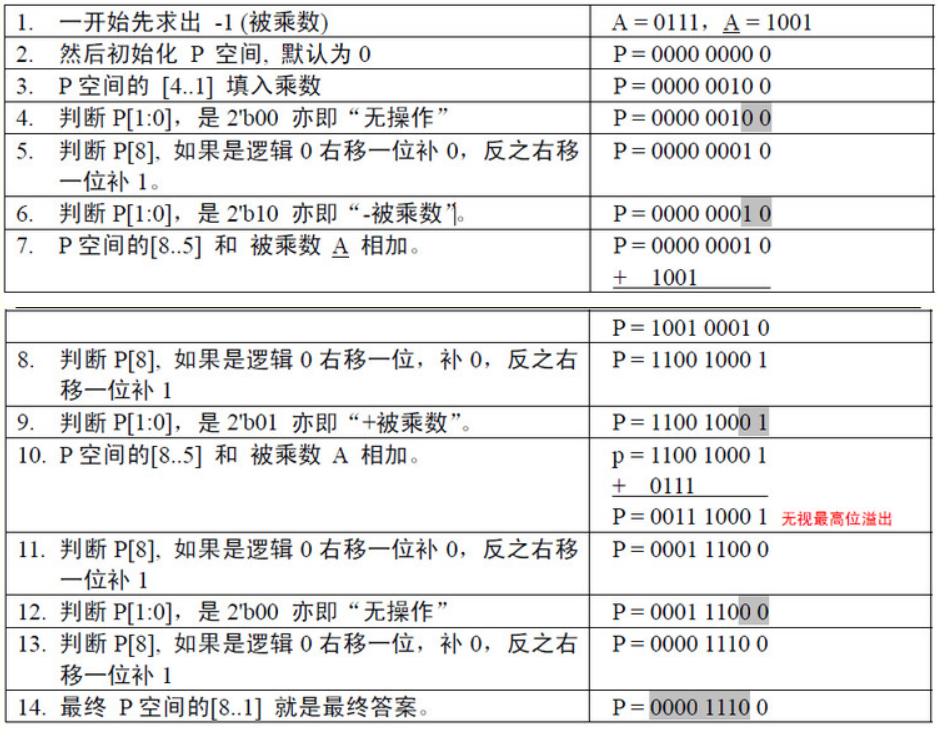 1. 一开始先求出 -1 (被乘数) A = 0111, A = 1001
2. 然后初始化 P 空间, 默认为 0 P = 0000 0000 0
3. P 空间的 [4..1] 填入乘数 P = 0000 0010 0
4. 判断 P[1:0], 是 2'b00 亦即“无操作” P = 0000 0010 0
5. 判断 P[8], 如果是逻辑 0 右移一位补 0, 反之右移 P = 0000 0001 0
一位补 1。
6. 判断 P[1:0], 是 2'b10 亦即“-被乘数”。 P = 0000 0001 0
7. P 空间的[8..5] 和 被乘数 A 相加。 P = 0000 0001 0
+ 1001
P = 1001 0001 0
8. 判断 P[8], 如果是逻辑 0 右移一位, 补 0, 反之右 P = 1100 1000 1
移一位补 1
9. 判断 P[1:0], 是 2'b01 亦即“+被乘数”。 P = 1100 1000 1
10. P 空间的[8..5] 和 被乘数 A 相加。 p = 1100 1000 1
+ 0111
P = 0011 1000 1 无视最高位溢出
11. 判断 P[8], 如果是逻辑 0 右移一位补 0, 反之右移 P = 0001 1100 0
一位补 1
12. 判断 P[1:0], 是 2'b00 亦即“无操作” P = 0001 1100 0
13. 判断 P[8], 如果是逻辑 0 右移一位, 补 0, 反之右 P = 0000 1110 0
移一位补 1
14. 最终 P 空间的[8..1] 就是最终答案。 P = 0000 1110 0